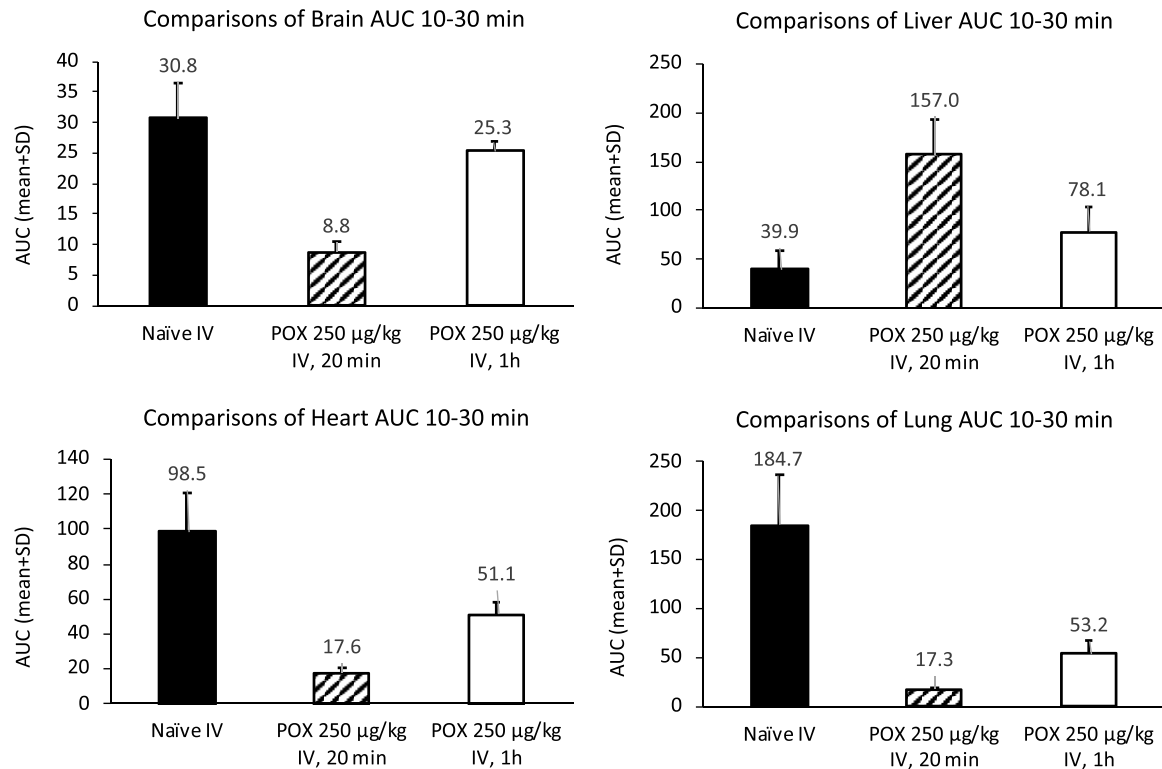 Comparisons of Brain AUC 10-30 min
AUC (mean+SD)
40
35
30
25
20
15
10
5
0
30.8
8.8
25.3
Naïve IV
POX 250 µg/kg
IV, 20 min
POX 250 µg/kg
IV, 1h
Comparisons of Liver AUC 10-30 min
AUC (mean+SD)
250
200
150
100
50
0
39.9
157.0
78.1
Naïve IV
POX 250 µg/kg
IV, 20 min
POX 250 µg/kg
IV, 1h
Comparisons of Heart AUC 10-30 min
AUC (mean+SD)
140
120
100
80
60
40
20
0
98.5
17.6
51.1
Naïve IV
POX 250 µg/kg
IV, 20 min
POX 250 µg/kg
IV, 1h
Comparisons of Lung AUC 10-30 min
AUC (mean+SD)
250
200
150
100
50
0
184.7
17.3
53.2
Naïve IV
POX 250 µg/kg
IV, 20 min
POX 250 µg/kg
IV, 1h